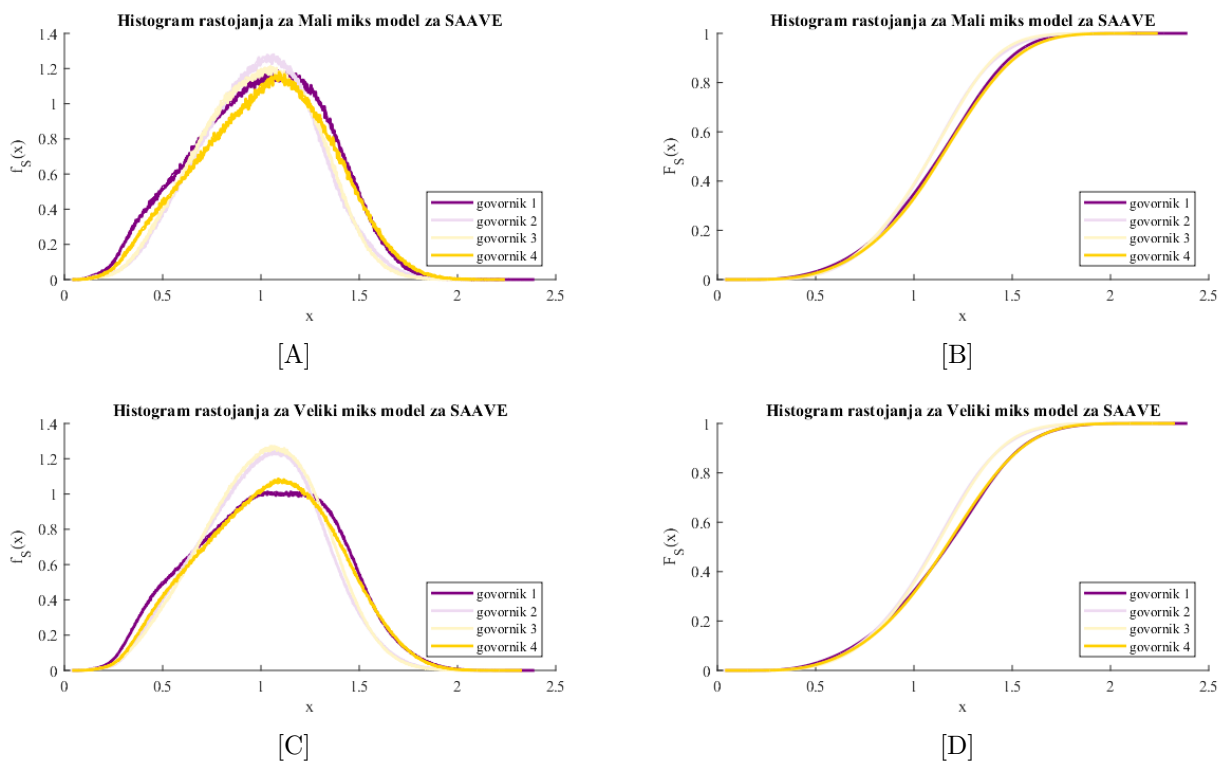 Histogram rastojanja za Mali miks model za SAAVE
1.4
1.2
1
0.8
0.6
0.4
0.2
0
f_S(x)
govornik 1
govornik 2
govornik 3
govornik 4
0 0.5 1 1.5 2 2.5
x
[A]
Histogram rastojanja za Mali miks model za SAAVE
1
0.8
0.6
0.4
0.2
0
F_S(x)
govornik 1
govornik 2
govornik 3
govornik 4
0 0.5 1 1.5 2 2.5
x
[B]
Histogram rastojanja za Veliki miks model za SAAVE
1.4
1.2
1
0.8
0.6
0.4
0.2
0
f_S(x)
govornik 1
govornik 2
govornik 3
govornik 4
0 0.5 1 1.5 2 2.5
x
[C]
Histogram rastojanja za Veliki miks model za SAAVE
1
0.8
0.6
0.4
0.2
0
F_S(x)
govornik 1
govornik 2
govornik 3
govornik 4
0 0.5 1 1.5 2 2.5
x
[D]